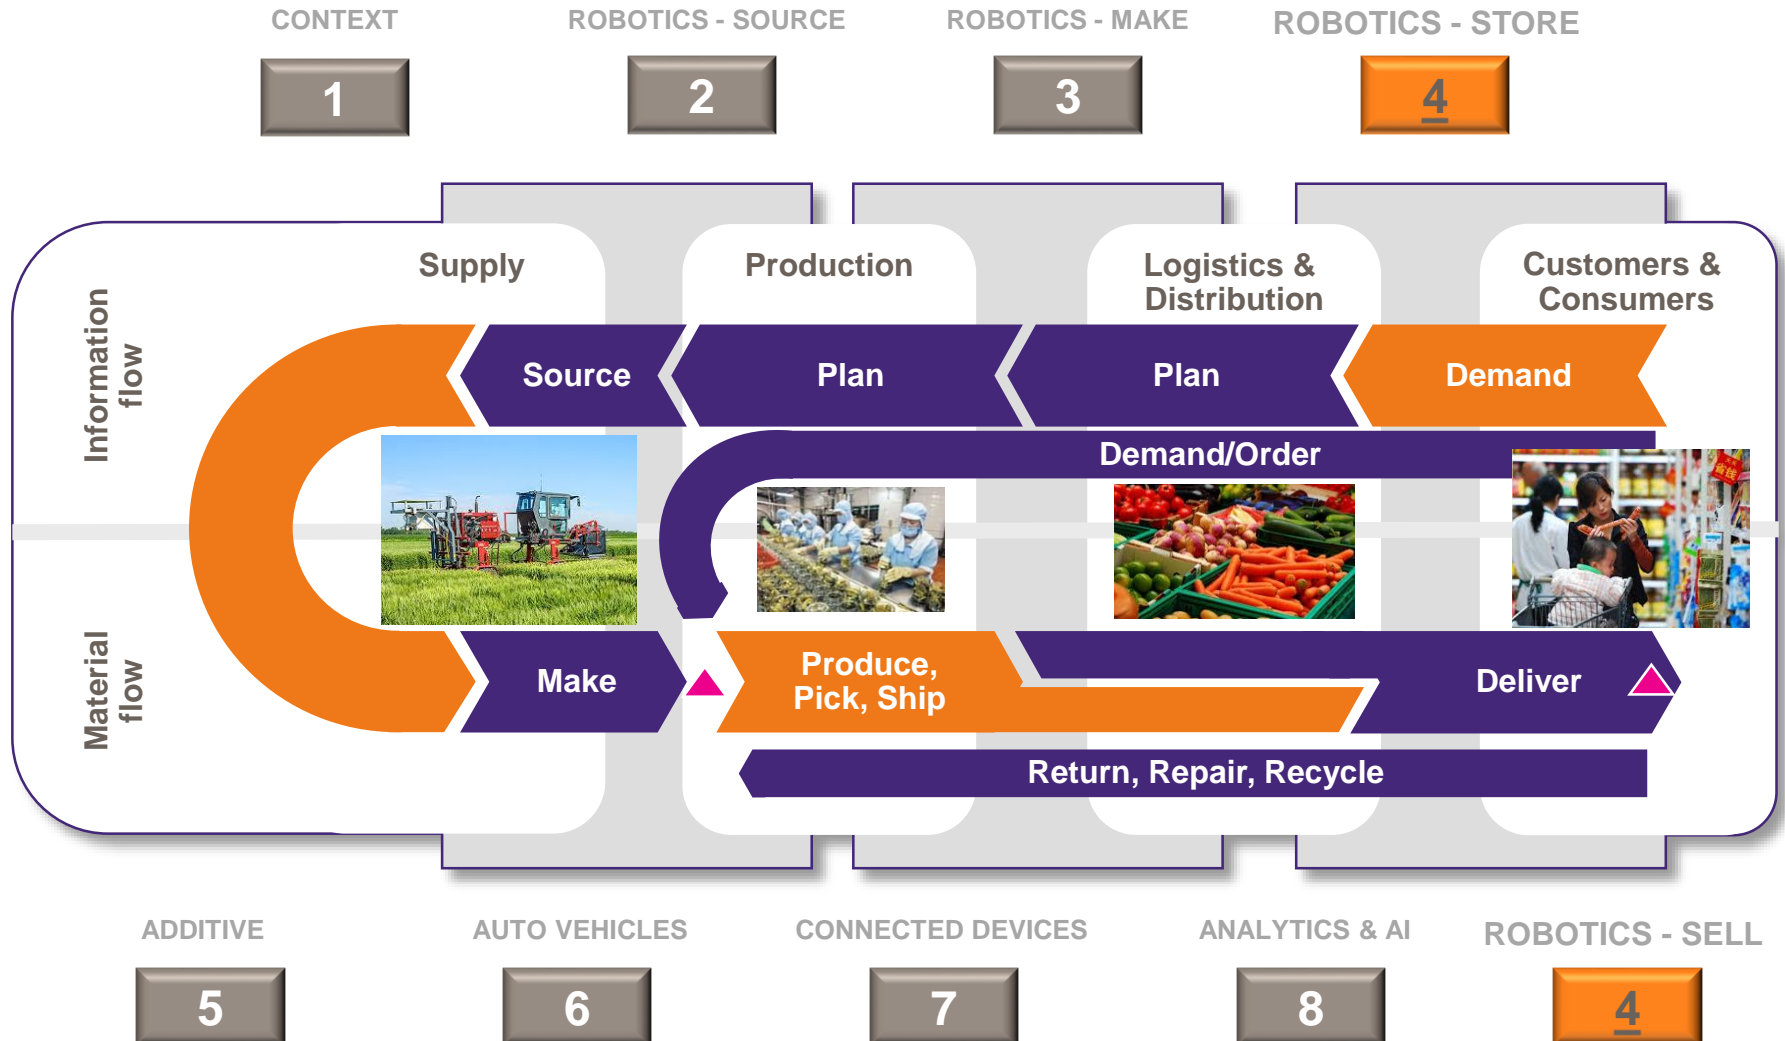 CONTEXT
ROBOTICS - SOURCE
ROBOTICS - MAKE
ROBOTICS - STORE
1
2
3
4
Supply
Production
Logistics &
Distribution
Customers &
Consumers
Information
flow
Source
Plan
Plan
Demand
Demand/Order
Material
flow
Make
Produce,
Pick, Ship
Deliver
Return, Repair, Recycle
ADDITIVE
AUTO VEHICLES
CONNECTED DEVICES
ANALYTICS & AI
ROBOTICS - SELL
5
6
7
8
4